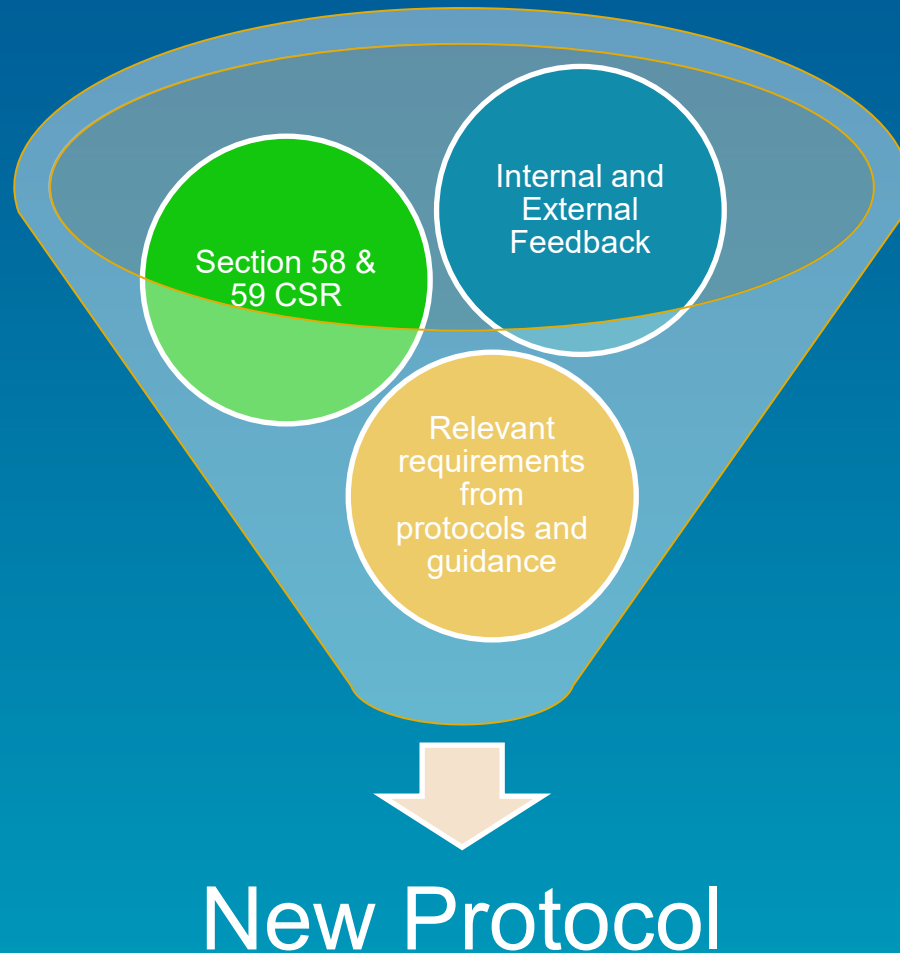 Internal and
External
Feedback
Section 58 &
59 CSR
Relevant
requirements
from
protocols and
guidance
New Protocol